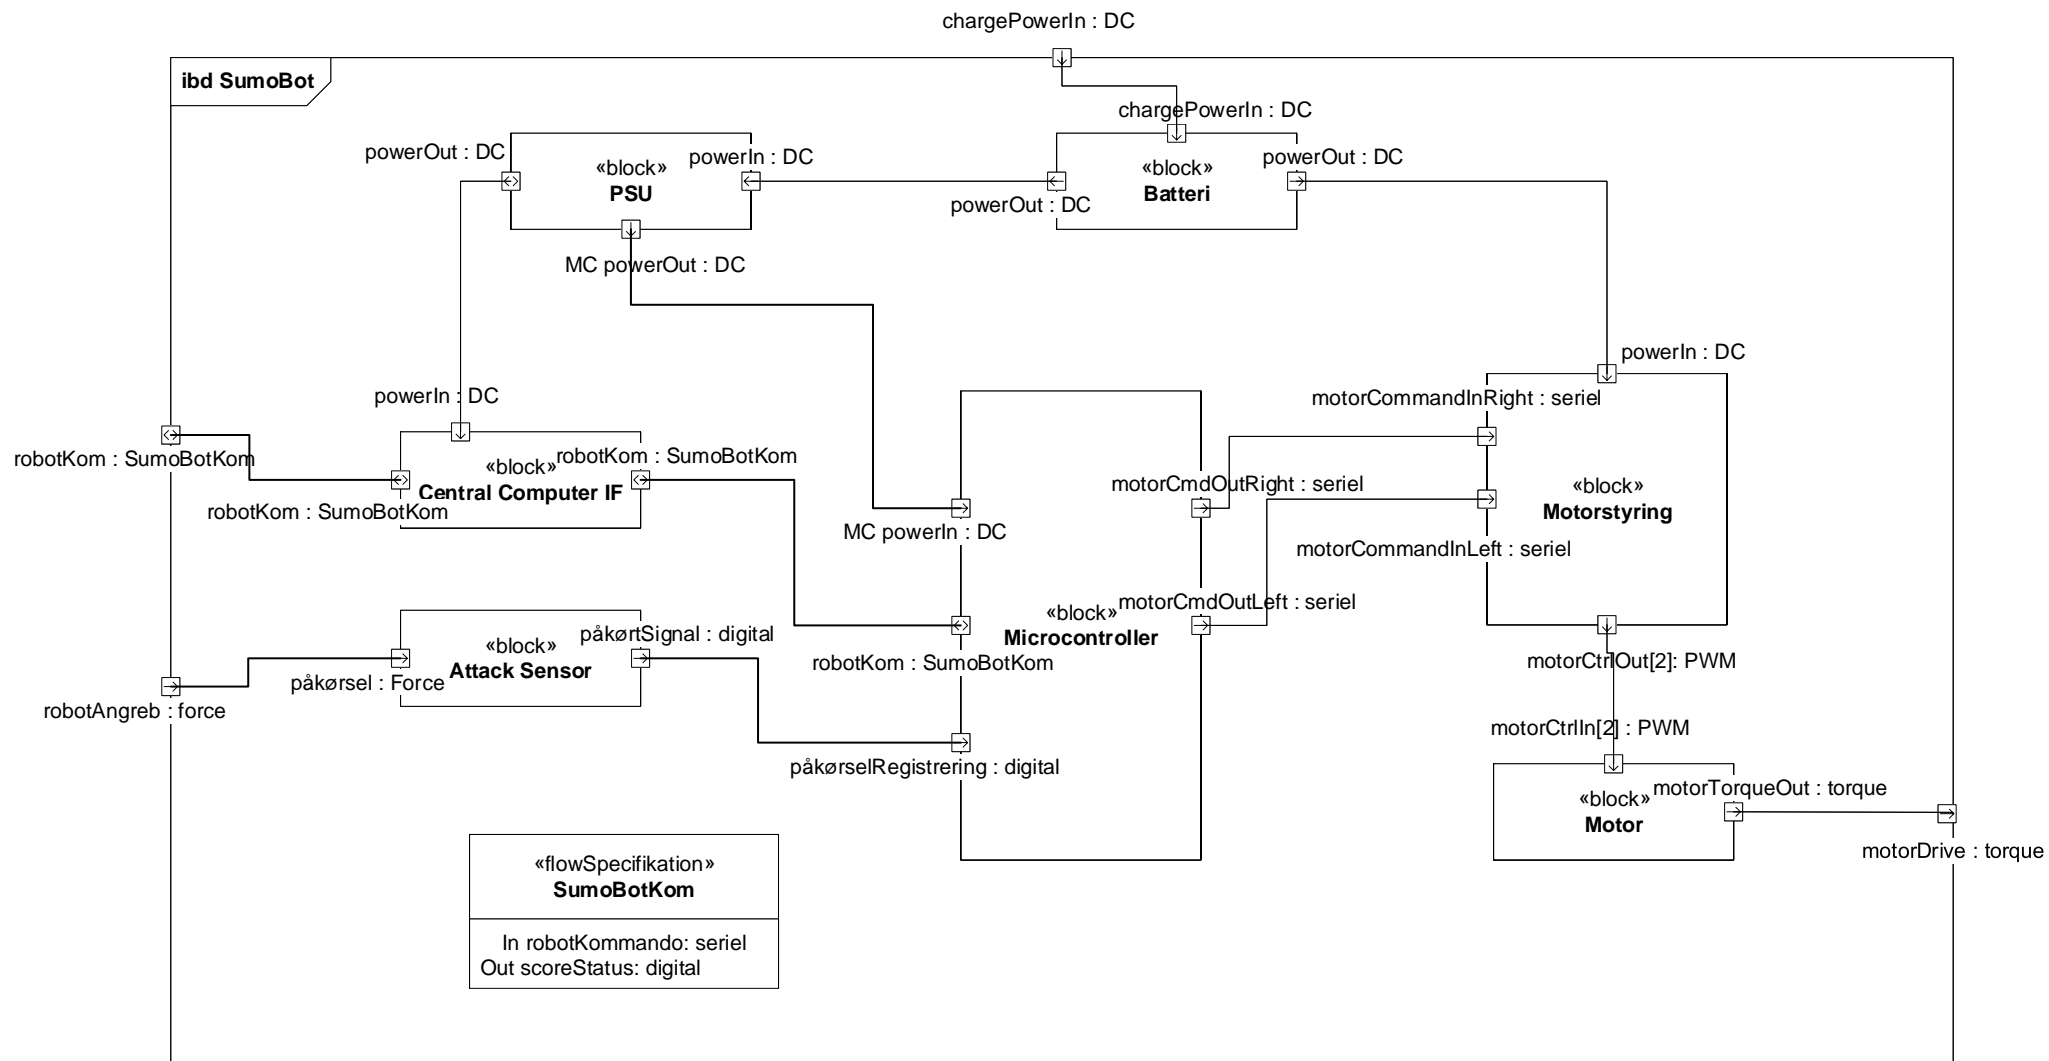 chargePowerIn : DC
ibd SumoBot
chargePowerIn : DC
powerOut : DC
«block»
PSU
powerIn : DC
powerOut : DC
«block»
Batteri
powerOut : DC
MC powerOut : DC
powerIn : DC
powerIn : DC
motorCommandInRight : seriel
robotKom : SumoBotKom
«block»
Central Computer IF
robotKom : SumoBotKom
robotKom : SumoBotKom
motorCmdOutRight : seriel
«block»
Motorstyring
MC powerIn : DC
motorCommandInLeft : seriel
«block»
Microcontroller
motorCmdOutLeft : seriel
«block»
Attack Sensor
påkørtSignal : digital
robotKom : SumoBotKom
påkørsel : Force
robotAngreb : force
motorCtrlOut[2]: PWM
motorCtrlIn[2] : PWM
påkørselRegistrering : digital
«block»
Motor
motorTorqueOut : torque
motorDrive : torque
«flowSpecifikation»
SumoBotKom
In robotKommando: seriel
Out scoreStatus: digital